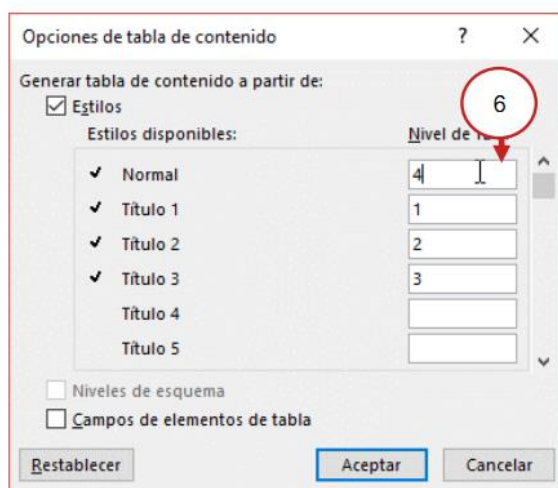 Opciones de tabla de contenido ? ×
Generar tabla de contenido a partir de:
Estilos
Estilos disponibles: Nivel de
6
Normal 4
Título 1 1
Título 2 2
Título 3 3
Título 4
Título 5
Niveles de esquema
Campos de elementos de tabla
Restablecer Aceptar Cancelar